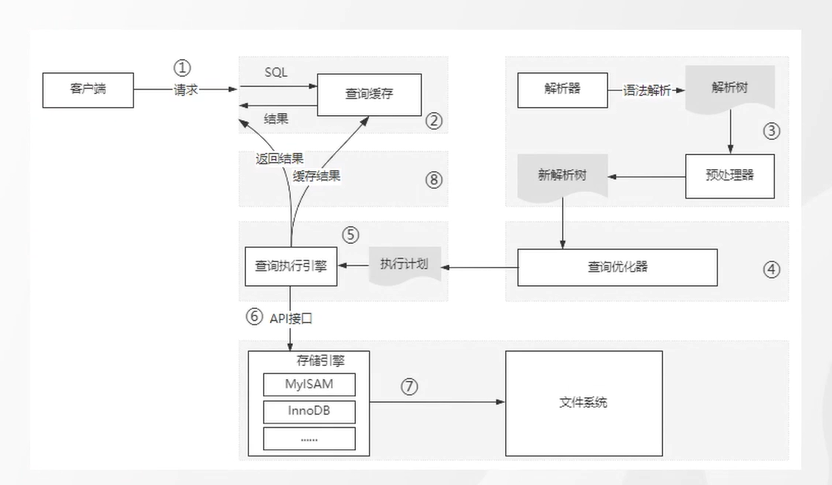 ①
请求
客户端
SQL
查询缓存
结果
②
返回结果
缓存结果
⑧
解析器
语法解析
解析树
③
预处理器
新解析树
查询优化器
④
执行计划
⑤
查询执行引擎
⑥
API接口
存储引擎
MyISAM
InnoDB
......
⑦
文件系统